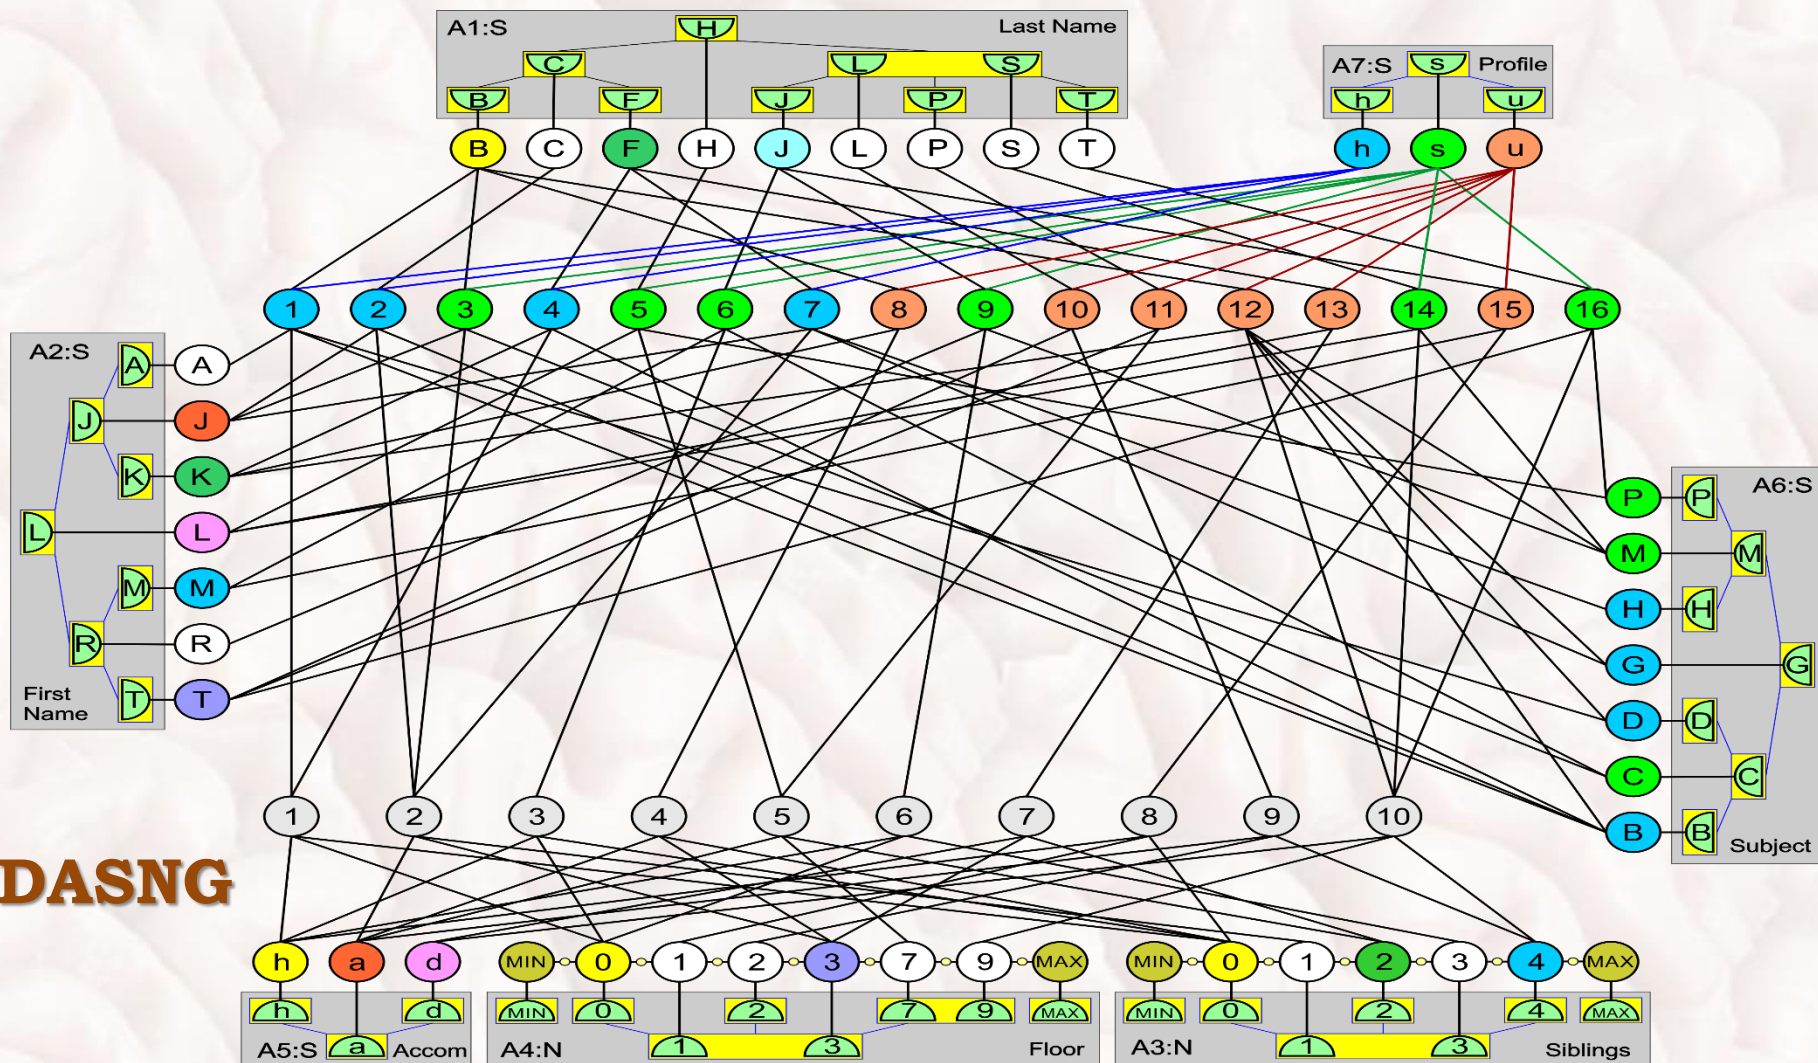 A1:S H Last Name
C L S
B F J P T
A7:S s Profile
h u
B C F H J L P S T
h s u
1 2 3 4 5 6 7 8 9 10 11 12 13 14 15 16
A2:S
A A
J J
K K
L L
M M
R R
T T
First
Name
A6:S
P P
M M
H H
G G
D D
C C
B B
Subject
1 2 3 4 5 6 7 8 9 10
DASNG
h a d
MIN 0 1 2 3 7 9 MAX
MIN 0 1 2 3 4 MAX
h d
A5:S a Accom
MIN 0 2 7 9 MAX
A4:N 1 3 Floor
MIN 0 2 4 MAX
A3:N 1 3 Siblings